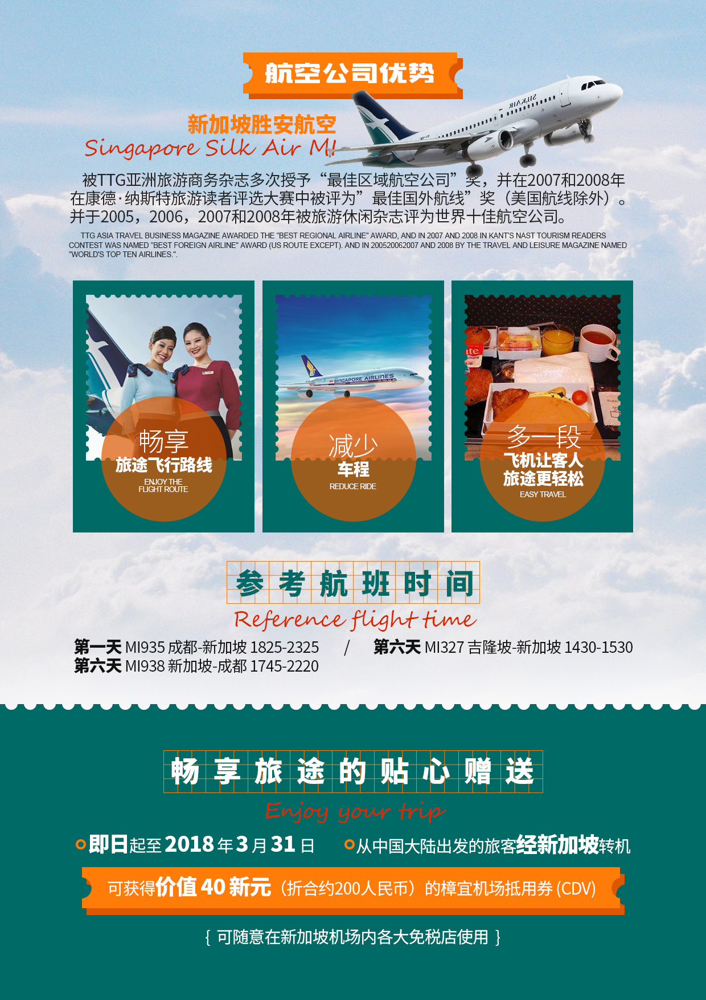 航空公司优势
SILKAIR
新加坡胜安航空
Singapore Silk Air MI
被TTG亚洲旅游商务杂志多次授予“最佳区域航空公司”奖，并在2007和2008年
在康德·纳斯特旅游读者评选大赛中被评为”最佳国外航线”奖（美国航线除外）。
并于2005，2006，2007和2008年被旅游休闲杂志评为世界十佳航空公司。
TTG ASIA TRAVEL BUSINESS MAGAZINE AWARDED THE "BEST REGIONAL AIRLINE" AWARD, AND IN 2007 AND 2008 IN KANT'S NAST TOURISM READERS
CONTEST WAS NAMED "BEST FOREIGN AIRLINE" AWARD (US ROUTE EXCEPT). AND IN 200520062007 AND 2008 BY THE TRAVEL AND LEISURE MAGAZINE NAMED
"WORLD'S TOP TEN AIRLINES.".
畅享
旅途飞行路线
ENJOY THE
FLIGHT ROUTE
SINGAPORE AIRLINES
减少
车程
REDUCE RIDE
多一段
飞机让客人
旅途更轻松
EASY TRAVEL
参考航班时间
Reference flight time
第一天 MI935 成都-新加坡 1825-2325 / 第六天 MI327 吉隆坡-新加坡 1430-1530
第六天 MI938 新加坡-成都 1745-2220
畅享旅途的贴心赠送
Enjoy your trip
即日起至 2018 年 3 月 31 日 从中国大陆出发的旅客经新加坡转机
可获得价值 40 新元（折合约200人民币）的樟宜机场抵用券 (CDV)
{ 可随意在新加坡机场内各大免税店使用 }